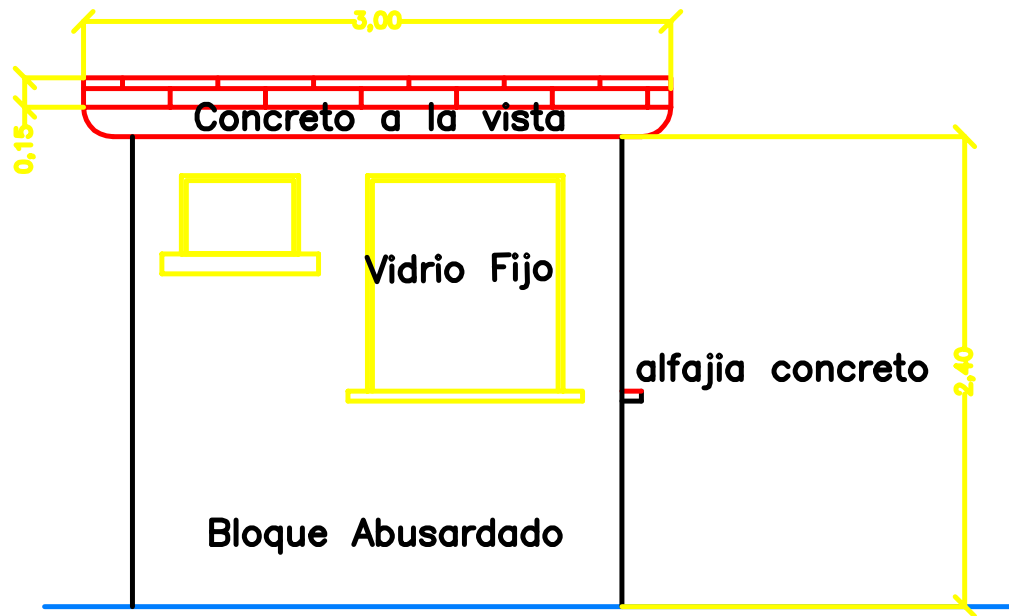 3,00
0,15
Concreto a la vista
Vidrio Fijo
alfajia concreto
2,40
Bloque Abusardado